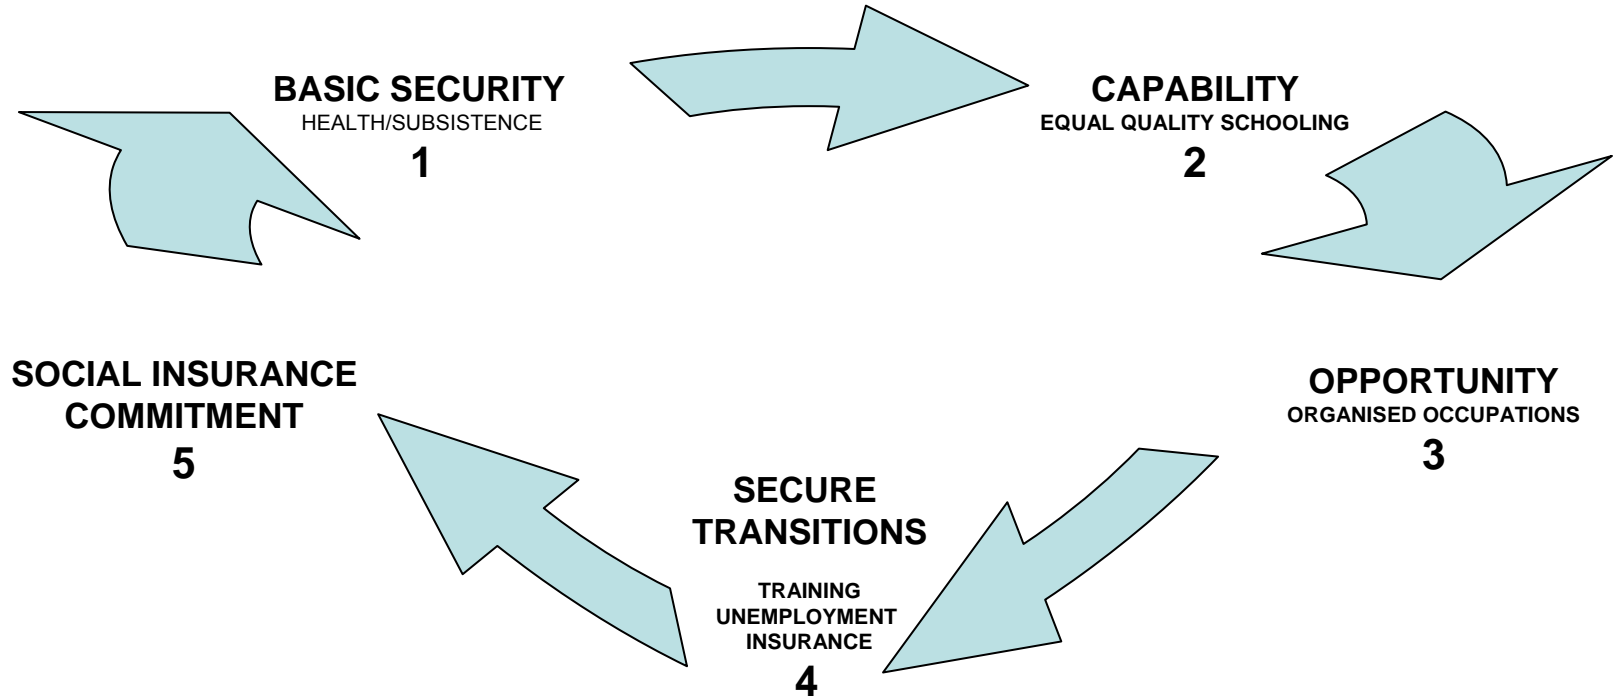 BASIC SECURITY
HEALTH/SUBSISTENCE
1
CAPABILITY
EQUAL QUALITY SCHOOLING
2
OPPORTUNITY
ORGANISED OCCUPATIONS
3
SECURE
TRANSITIONS
TRAINING
UNEMPLOYMENT
INSURANCE
4
SOCIAL INSURANCE
COMMITMENT
5